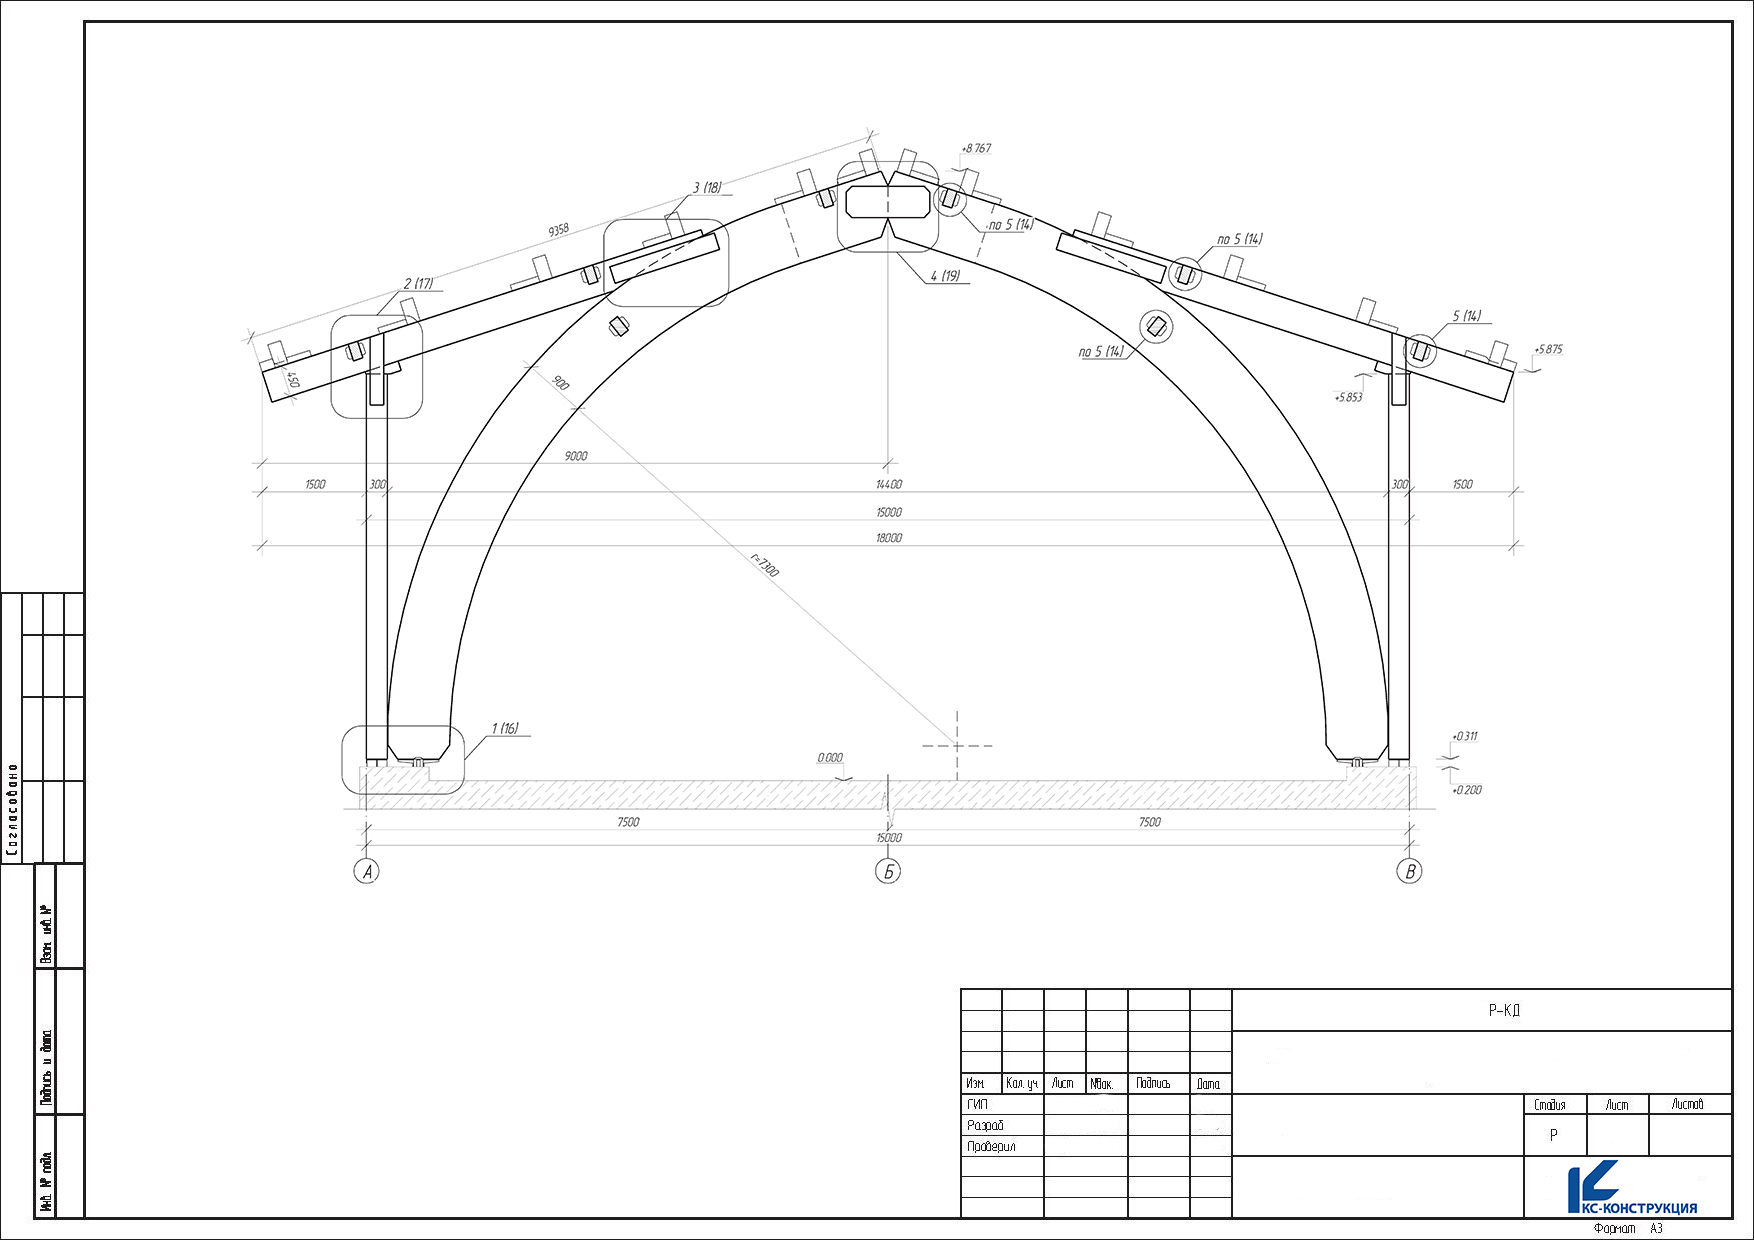 +8.767
3 (18)
9358
по 5 (14)
по 5 (14)
4 (19)
2 (17)
5 (14)
+5.875
по 5 (14)
450
900
+5.853
9000
1500
300
14400
300
1500
15000
18000
r=7300
1 (16)
0.000
+0.311
+0.200
7500
7500
15000
А
Б
В
Согласовано
Взам. инв. №
Подпись и дата
Инв. № подл.
Р-КД
Изм.
Кол. уч.
Лист
№док.
Подпись
Дата
ГИП
Разраб
Проверил
Стадия
Лист
Листов
Р
КС-КОНСТРУКЦИЯ
Формат А3